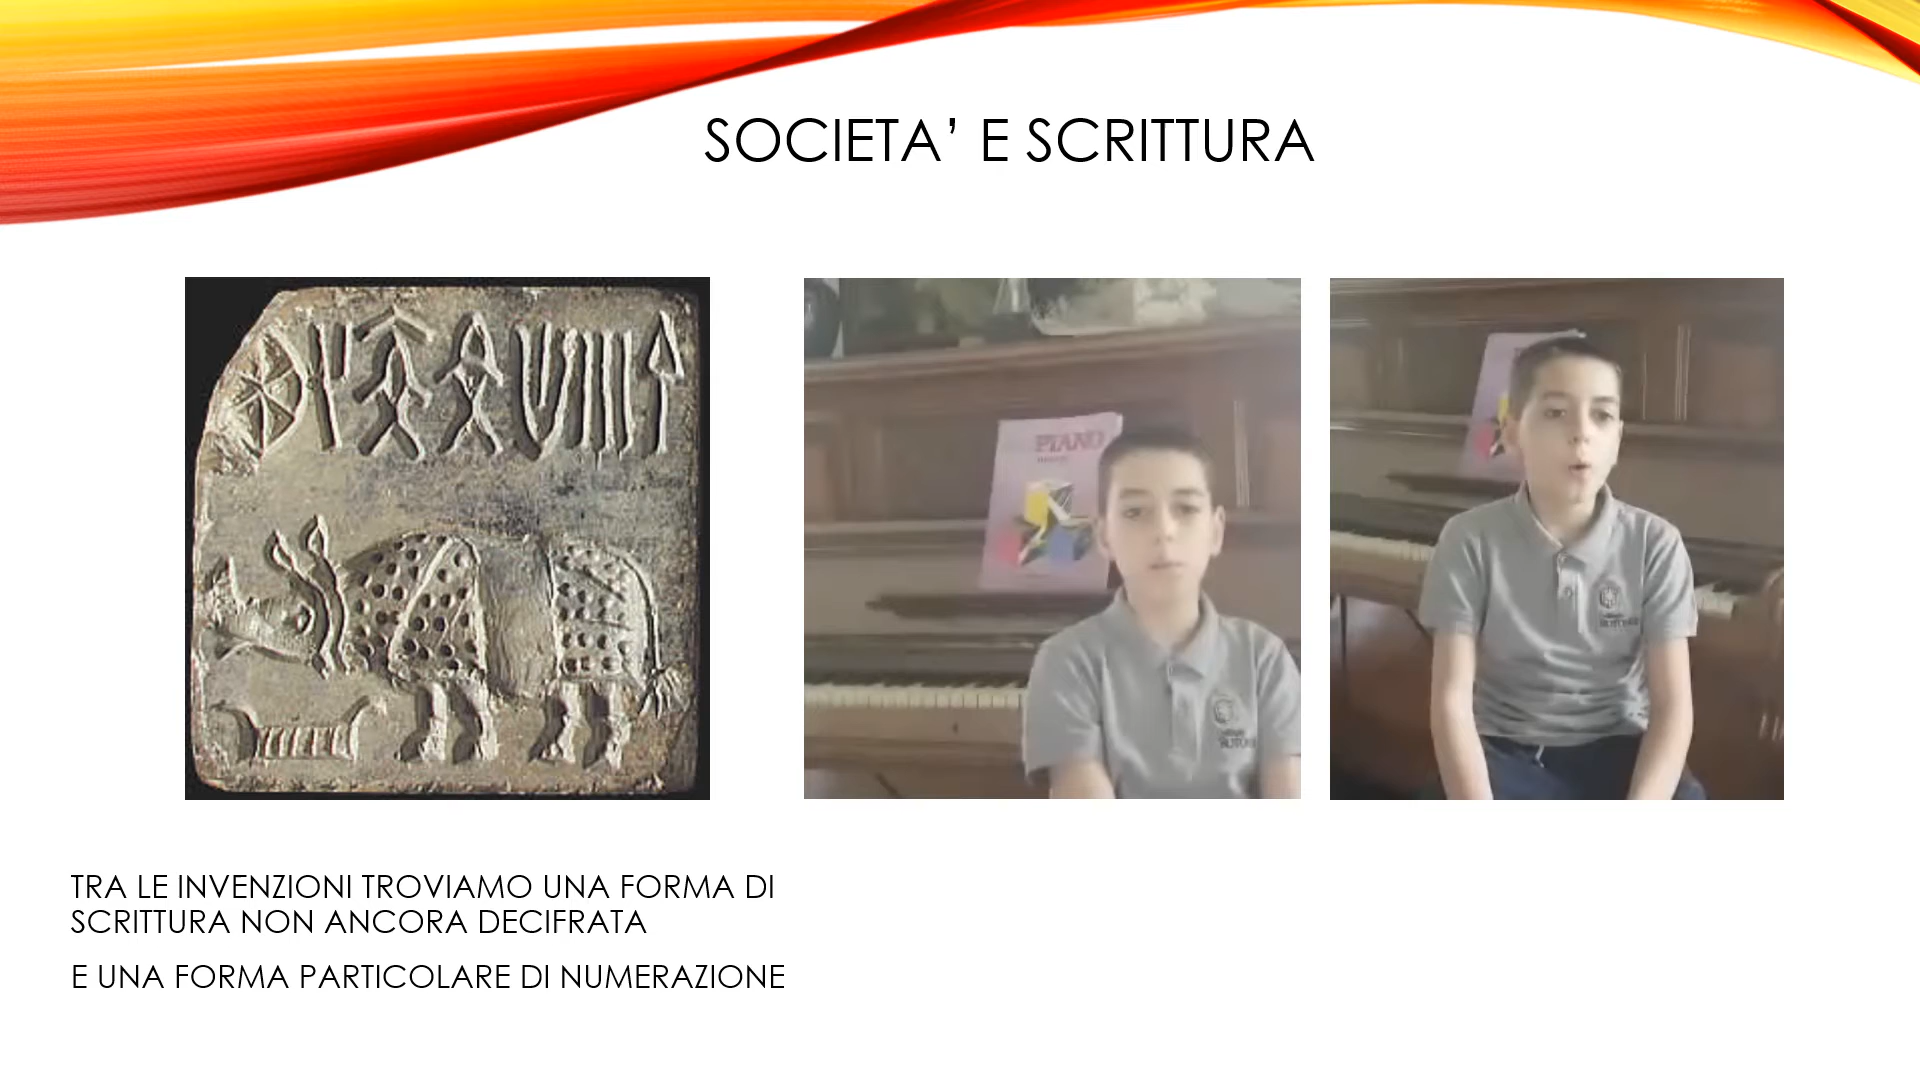 SOCIETA’ E SCRITTURA
PIANO
TRA LE INVENZIONI TROVIAMO UNA FORMA DI
SCRITTURA NON ANCORA DECIFRATA
E UNA FORMA PARTICOLARE DI NUMERAZIONE